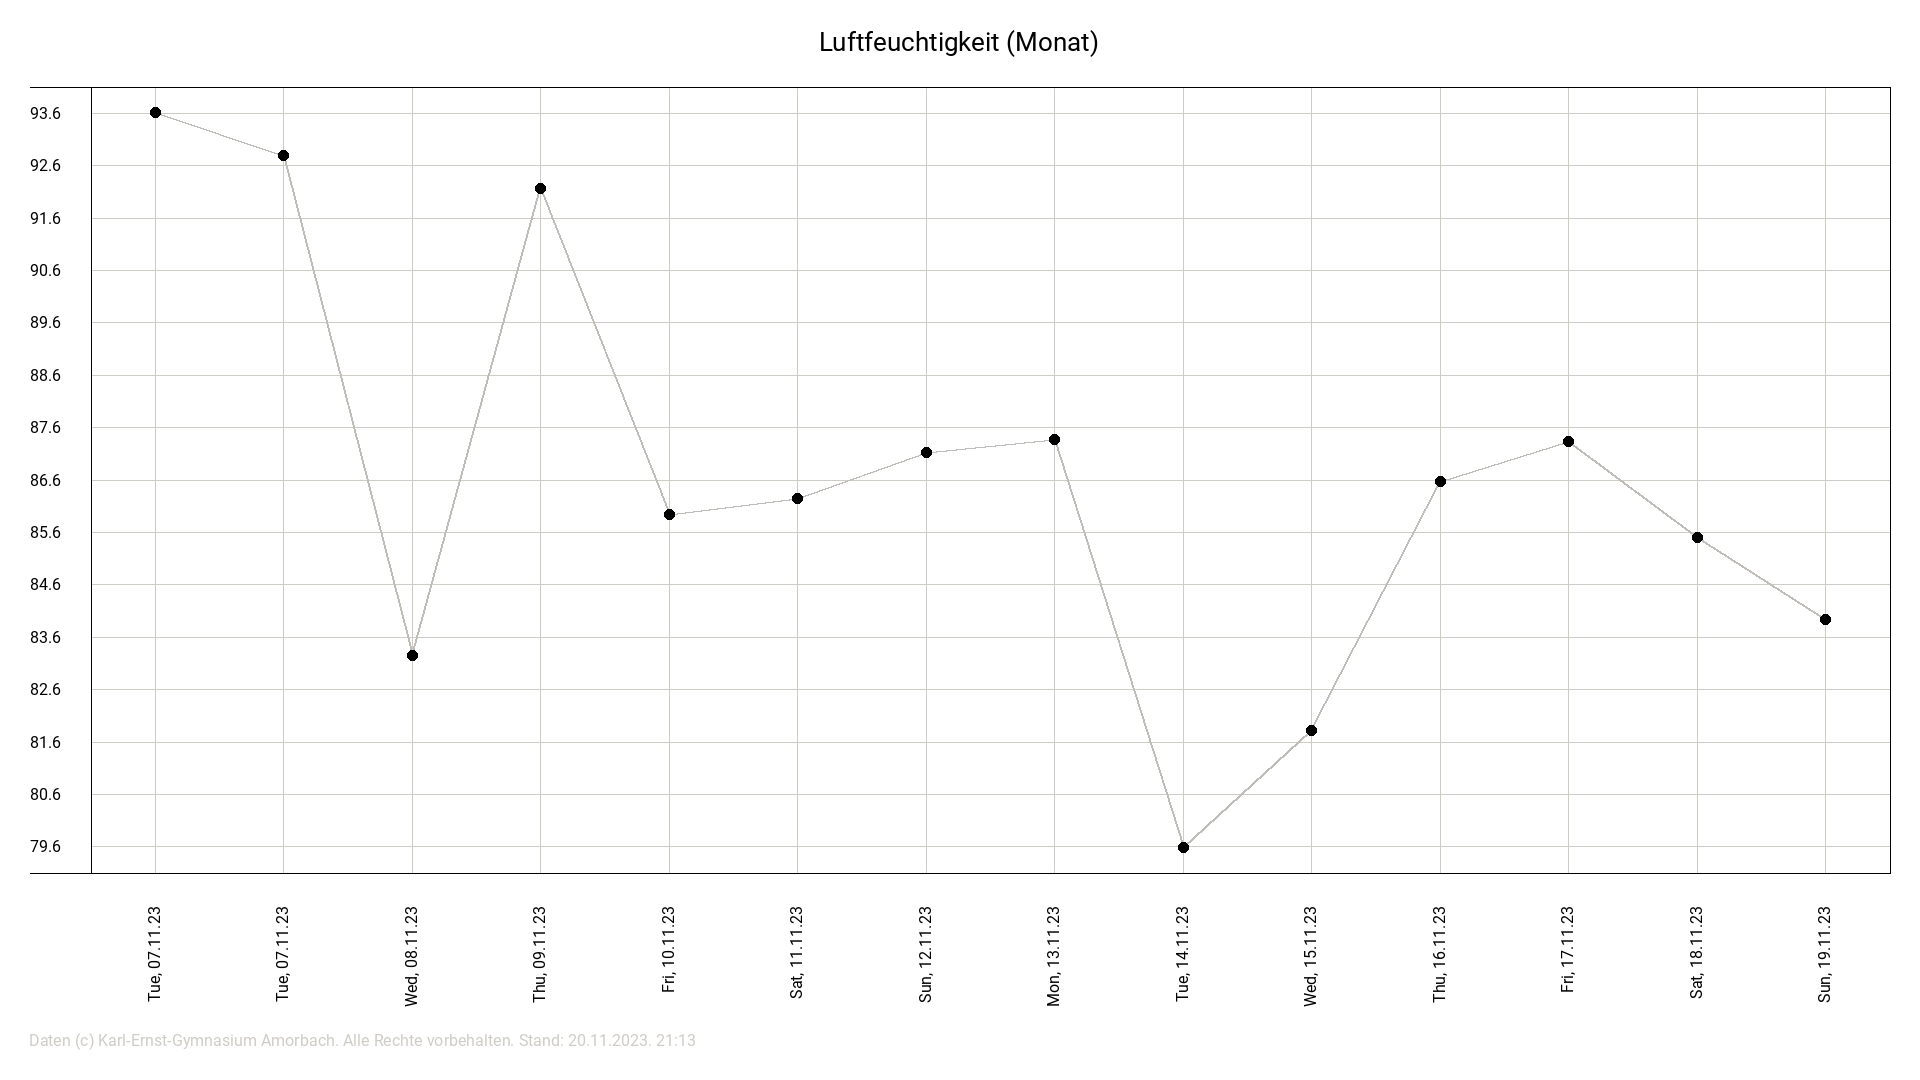 Luftfeuchtigkeit (Monat)
93.6
92.6
91.6
90.6
89.6
88.6
87.6
86.6
85.6
84.6
83.6
82.6
81.6
80.6
79.6
Tue, 07.11.23
Tue, 07.11.23
Wed, 08.11.23
Thu, 09.11.23
Fri, 10.11.23
Sat, 11.11.23
Sun, 12.11.23
Mon, 13.11.23
Tue, 14.11.23
Wed, 15.11.23
Thu, 16.11.23
Fri, 17.11.23
Sat, 18.11.23
Sun, 19.11.23
Daten (c) Karl-Ernst-Gymnasium Amorbach. Alle Rechte vorbehalten. Stand: 20.11.2023. 21:13